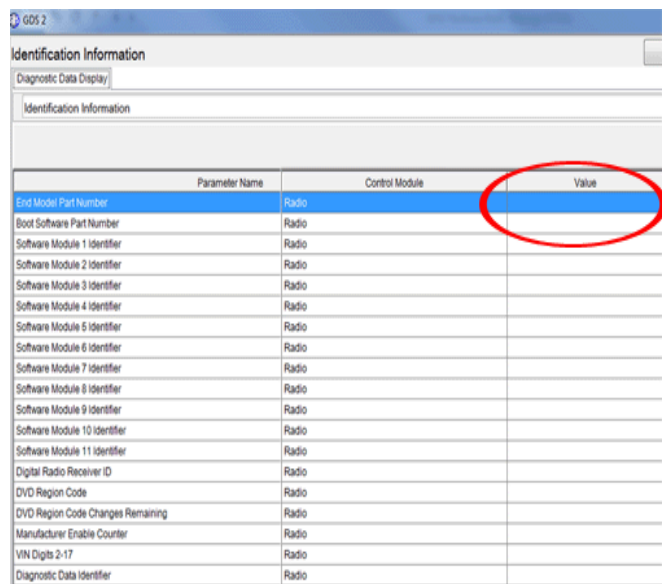 GDS 2
Identification Information
Diagnostic Data Display
Identification Information
Parameter Name Control Module Value
End Model Part Number Radio
Boot Software Part Number Radio
Software Module 1 Identifier Radio
Software Module 2 Identifier Radio
Software Module 3 Identifier Radio
Software Module 4 Identifier Radio
Software Module 5 Identifier Radio
Software Module 6 Identifier Radio
Software Module 7 Identifier Radio
Software Module 8 Identifier Radio
Software Module 9 Identifier Radio
Software Module 10 Identifier Radio
Software Module 11 Identifier Radio
Digital Radio Receiver ID Radio
DVD Region Code Radio
DVD Region Code Changes Remaining Radio
Manufacturer Enable Counter Radio
VIN Digits 2-17 Radio
Diagnostic Data Identifier Radio